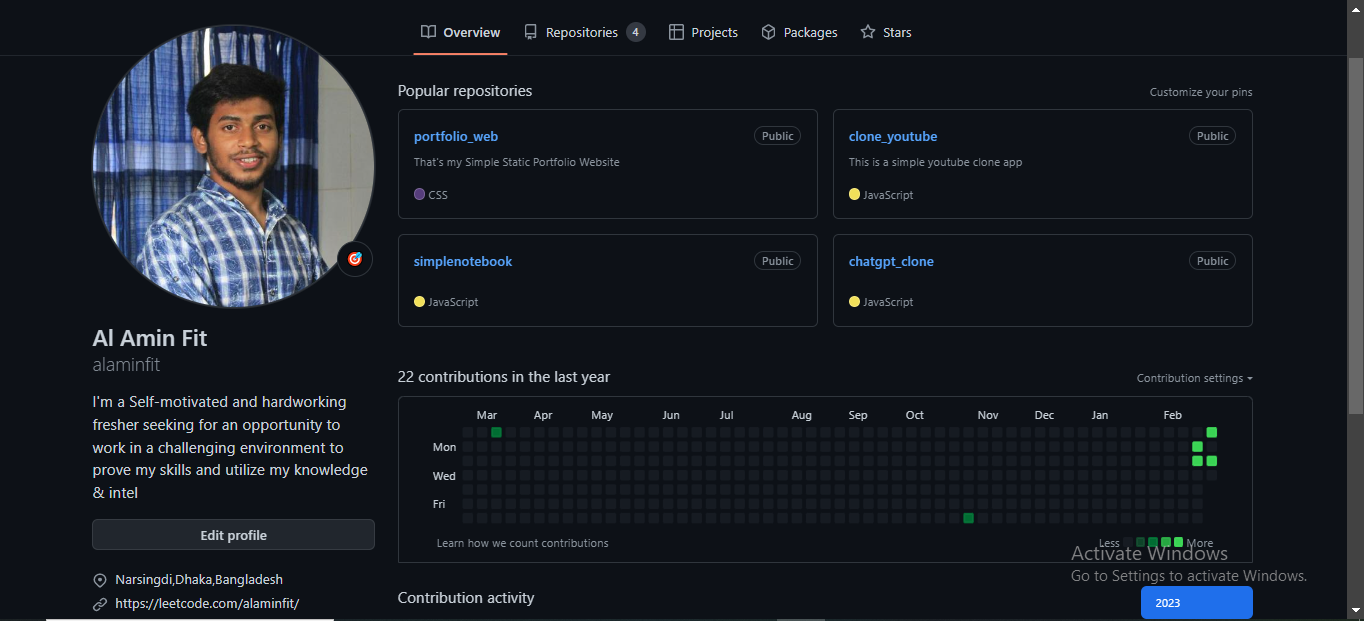 Overview
Repositories 4
Projects
Packages
Stars
Popular repositories
Customize your pins
portfolio_web
Public
That's my Simple Static Portfolio Website
CSS
clone_youtube
Public
This is a simple youtube clone app
JavaScript
simplenotebook
Public
JavaScript
chatgpt_clone
Public
JavaScript
Al Amin Fit
alaminfit
I'm a Self-motivated and hardworking
fresher seeking for an opportunity to
work in a challenging environment to
prove my skills and utilize my knowledge
& intel
Edit profile
Narsingdi,Dhaka,Bangladesh
https://leetcode.com/alaminfit/
22 contributions in the last year
Contribution settings
Mar Apr May Jun Jul Aug Sep Oct Nov Dec Jan Feb
Mon
Wed
Fri
Learn how we count contributions
Less
More
Activate Windows
Go to Settings to activate Windows.
Contribution activity
2023